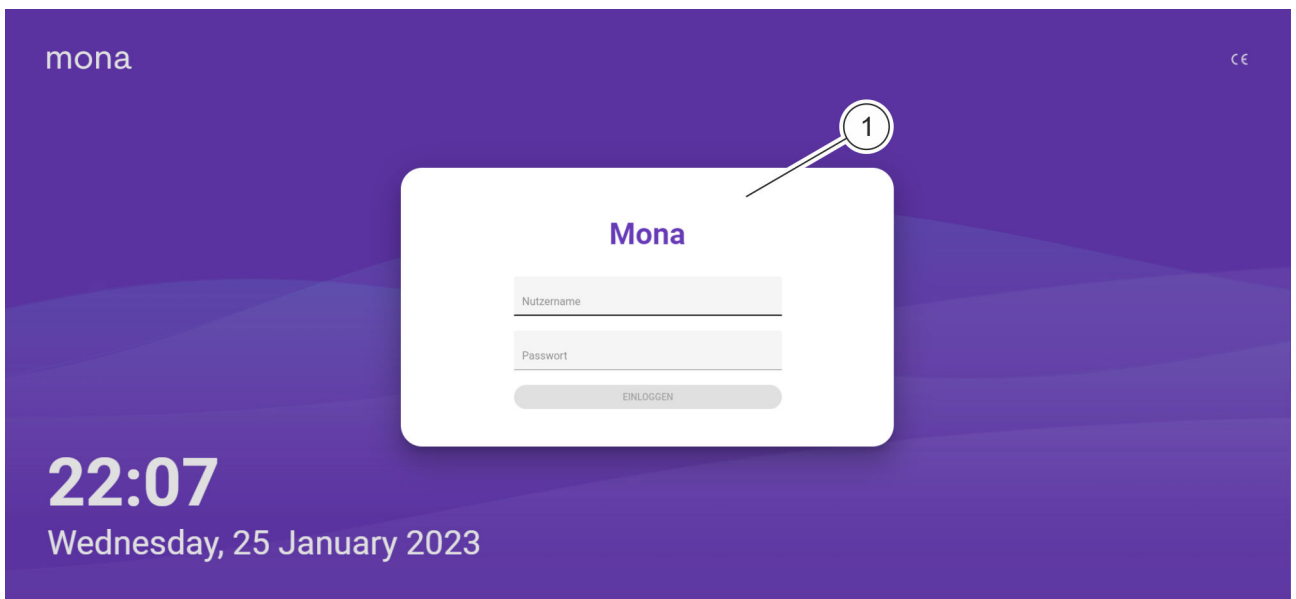 mona
CE
1
Mona
Nutzername
Passwort
EINLOGGEN
22:07
Wednesday, 25 January 2023